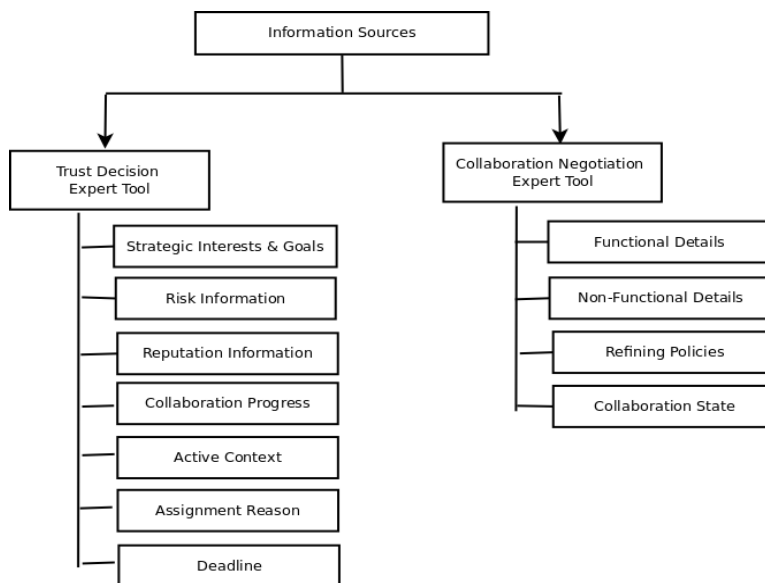 Information Sources
Trust Decision
Expert Tool
Strategic Interests & Goals
Risk Information
Reputation Information
Collaboration Progress
Active Context
Assignment Reason
Deadline
Collaboration Negotiation
Expert Tool
Functional Details
Non-Functional Details
Refining Policies
Collaboration State